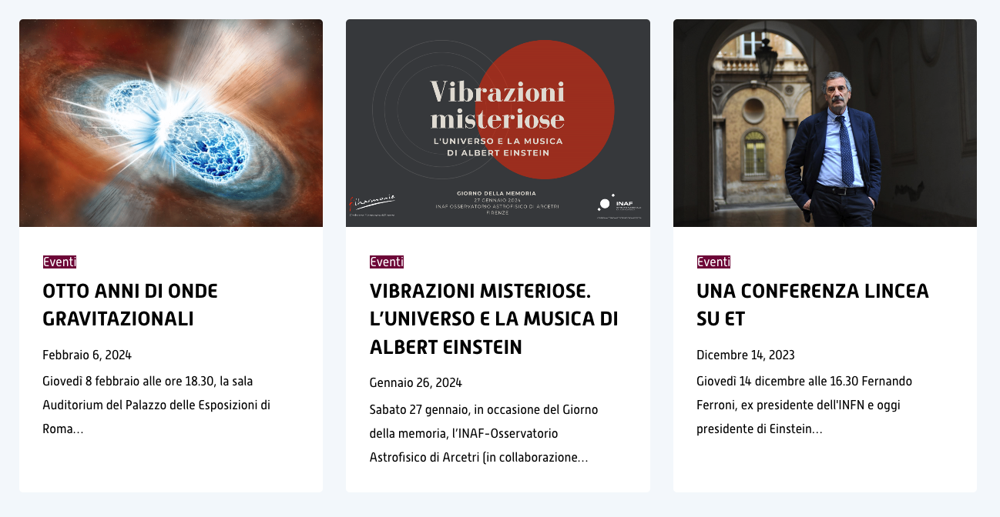 Vibrazioni
misteriose
L'UNIVERSO E LA MUSICA
DI ALBERT EINSTEIN
GIORNO DELLA MEMORIA
27 GENNAIO 2024
INAF OSSERVATORIO ASTROFISICO DI ARCETRI
FIRENZE
INAF
Eventi
OTTO ANNI DI ONDE
GRAVITAZIONALI
Febbraio 6, 2024
Giovedì 8 febbraio alle ore 18.30, la sala
Auditorium del Palazzo delle Esposizioni di
Roma...
Eventi
VIBRAZIONI MISTERIOSE.
L’UNIVERSO E LA MUSICA DI
ALBERT EINSTEIN
Gennaio 26, 2024
Sabato 27 gennaio, in occasione del Giorno
della memoria, l’INAF-Osservatorio
Astrofisico di Arcetri (in collaborazione...
Eventi
UNA CONFERENZA LINCEA
SU ET
Dicembre 14, 2023
Giovedì 14 dicembre alle 16.30 Fernando
Ferroni, ex presidente dell'INFN e oggi
presidente di Einstein...